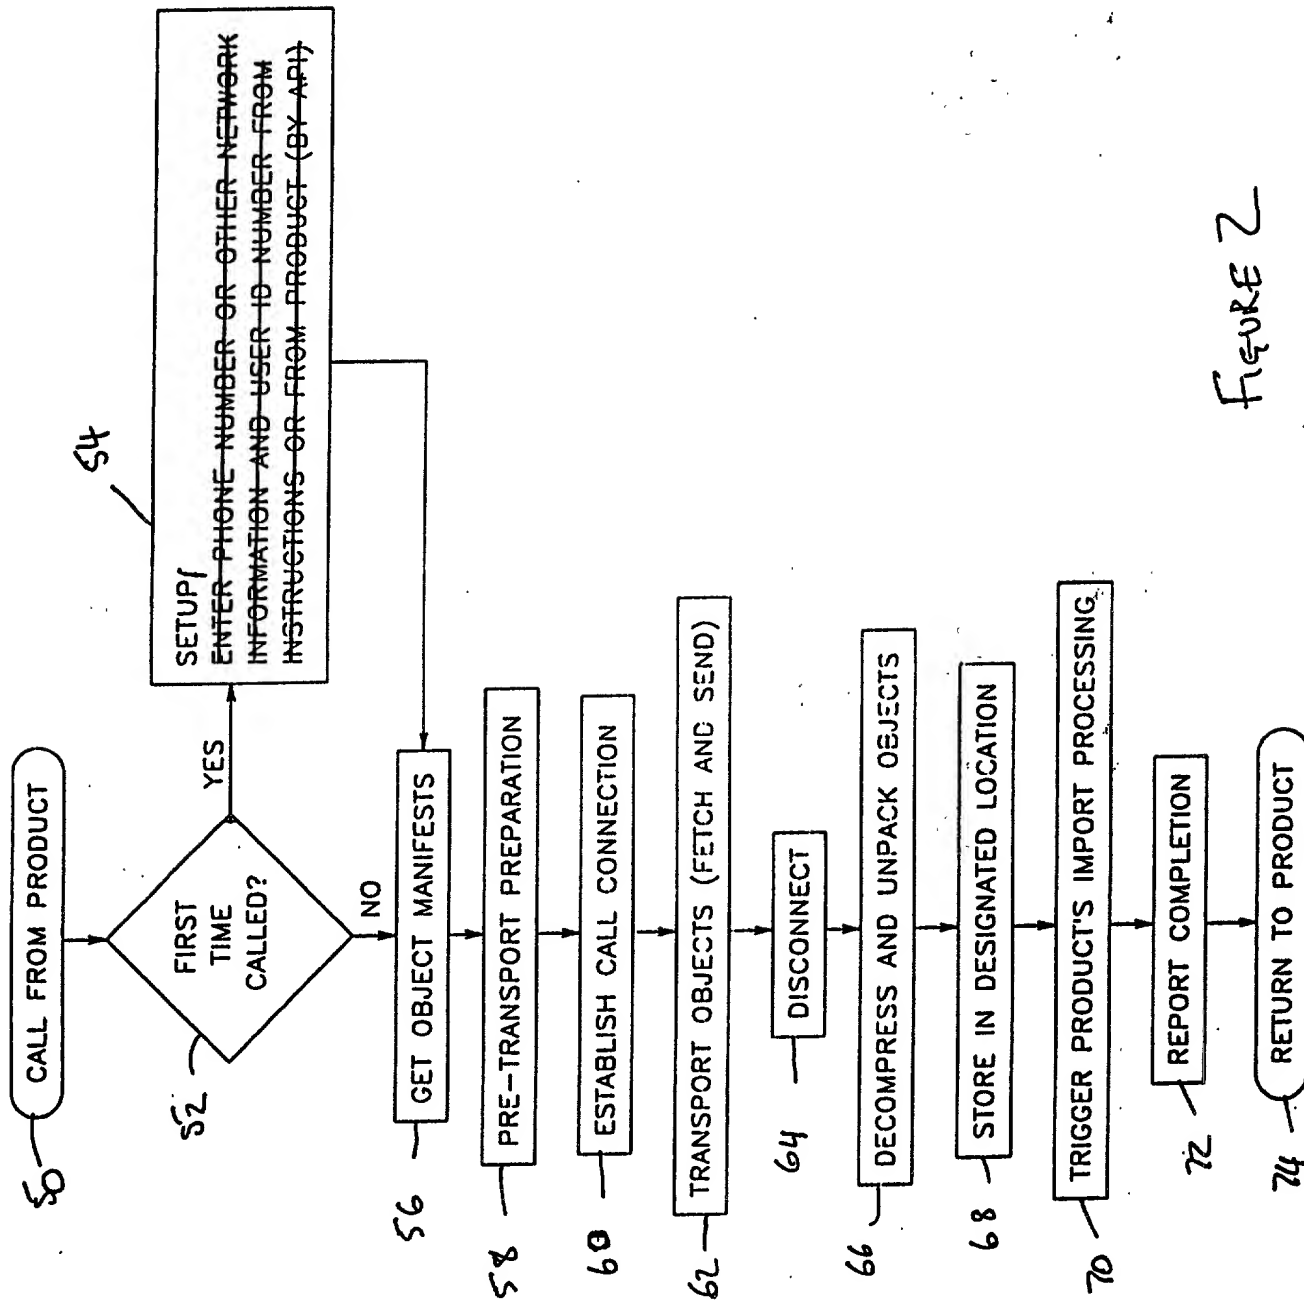 50
CALL FROM PRODUCT
52
FIRST
TIME
CALLED?
YES
NO
54
SETUP
ENTER PHONE NUMBER OR OTHER NETWORK
INFORMATION AND USER ID NUMBER FROM
INSTRUCTIONS OR FROM PRODUCT (BY API)
56
GET OBJECT MANIFESTS
58
PRE-TRANSPORT PREPARATION
60
ESTABLISH CALL CONNECTION
62
TRANSPORT OBJECTS (FETCH AND SEND)
64
DISCONNECT
66
DECOMPRESS AND UNPACK OBJECTS
68
STORE IN DESIGNATED LOCATION
70
TRIGGER PRODUCT'S IMPORT PROCESSING
72
REPORT COMPLETION
74
RETURN TO PRODUCT
FIGURE 2